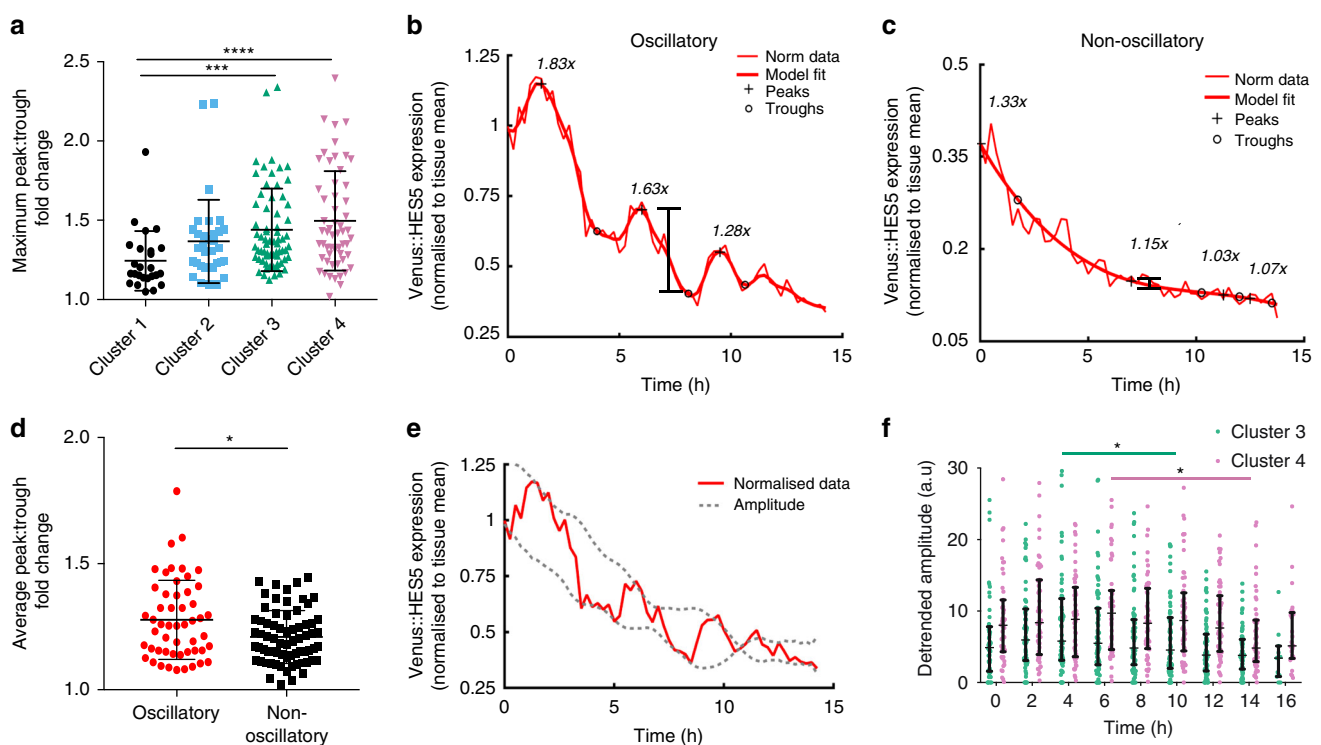 a
****
***
2.5
2.0
1.5
1.0
Maximum peak:trough
fold change
Cluster 1
Cluster 2
Cluster 3
Cluster 4
b
Oscillatory
1.25
1
0.75
0.5
0.25
Venus::HES5 expression
(normalised to tissue mean)
1.83x
1.63x
1.28x
Norm data
Model fit
Peaks
Troughs
0
5
10
15
Time (h)
c
Non-oscillatory
0.5
0.35
0.2
0.05
Venus::HES5 expression
(normalised to tissue mean)
1.33x
1.15x
1.03x
1.07x
Norm data
Model fit
Peaks
Troughs
0
5
10
15
Time (h)
d
*
2.0
1.5
1.0
Average peak:trough
fold change
Oscillatory
Non-
oscillatory
e
1.25
1
0.75
0.5
0.25
Venus::HES5 expression
(normalised to tissue mean)
Normalised data
Amplitude
0
5
10
15
Time (h)
f
Cluster 3
Cluster 4
*
*
30
20
10
0
Detrended amplitude (a.u)
0 2 4 6 8 10 12 14 16
Time (h)